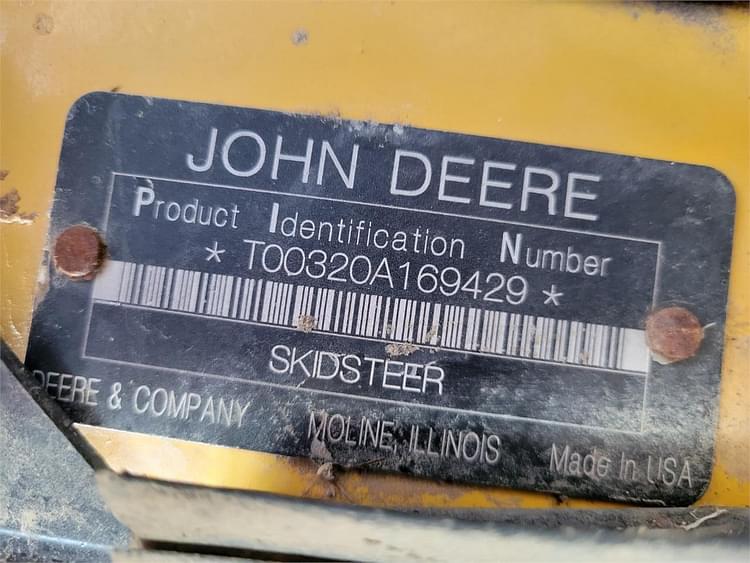 JOHN DEERE
Product Identification Number
* T00320A169429 *
SKIDSTEER
DEERE & COMPANY MOLINE, ILLINOIS Made In USA